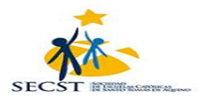 SECST
SOCIEDAD
DE ESCUELAS CATÓLICAS
DE SANTO TOMÁS DE AQUINO